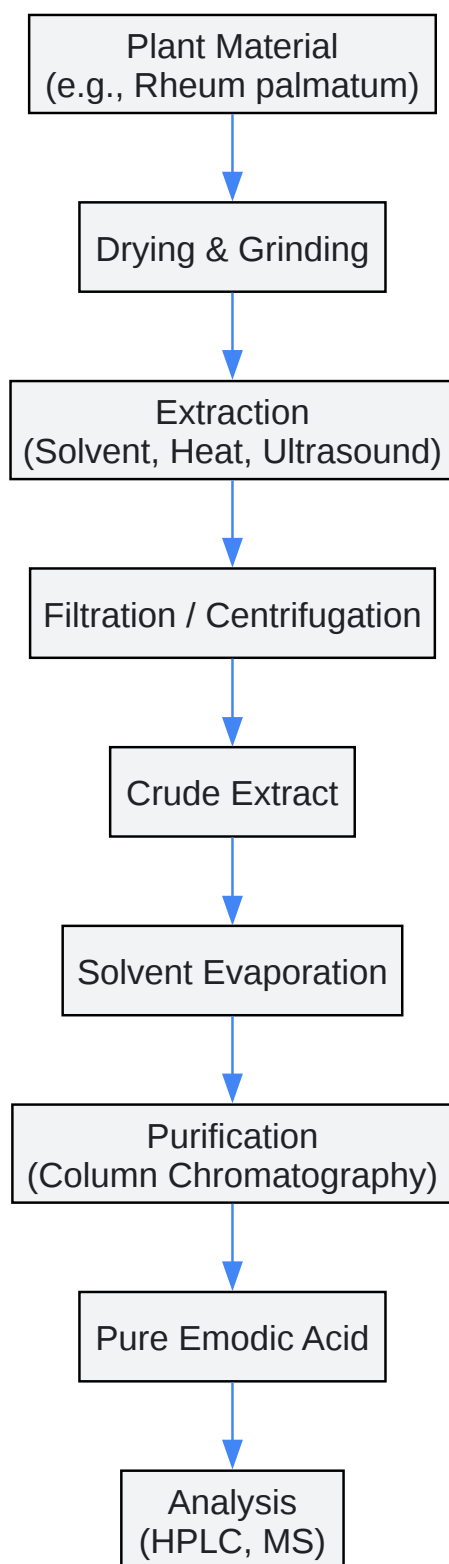 Plant Material
(e.g., Rheum palmatum)
Drying & Grinding
Extraction
(Solvent, Heat, Ultrasound)
Filtration / Centrifugation
Crude Extract
Solvent Evaporation
Purification
(Column Chromatography)
Pure Emodic Acid
Analysis
(HPLC, MS)